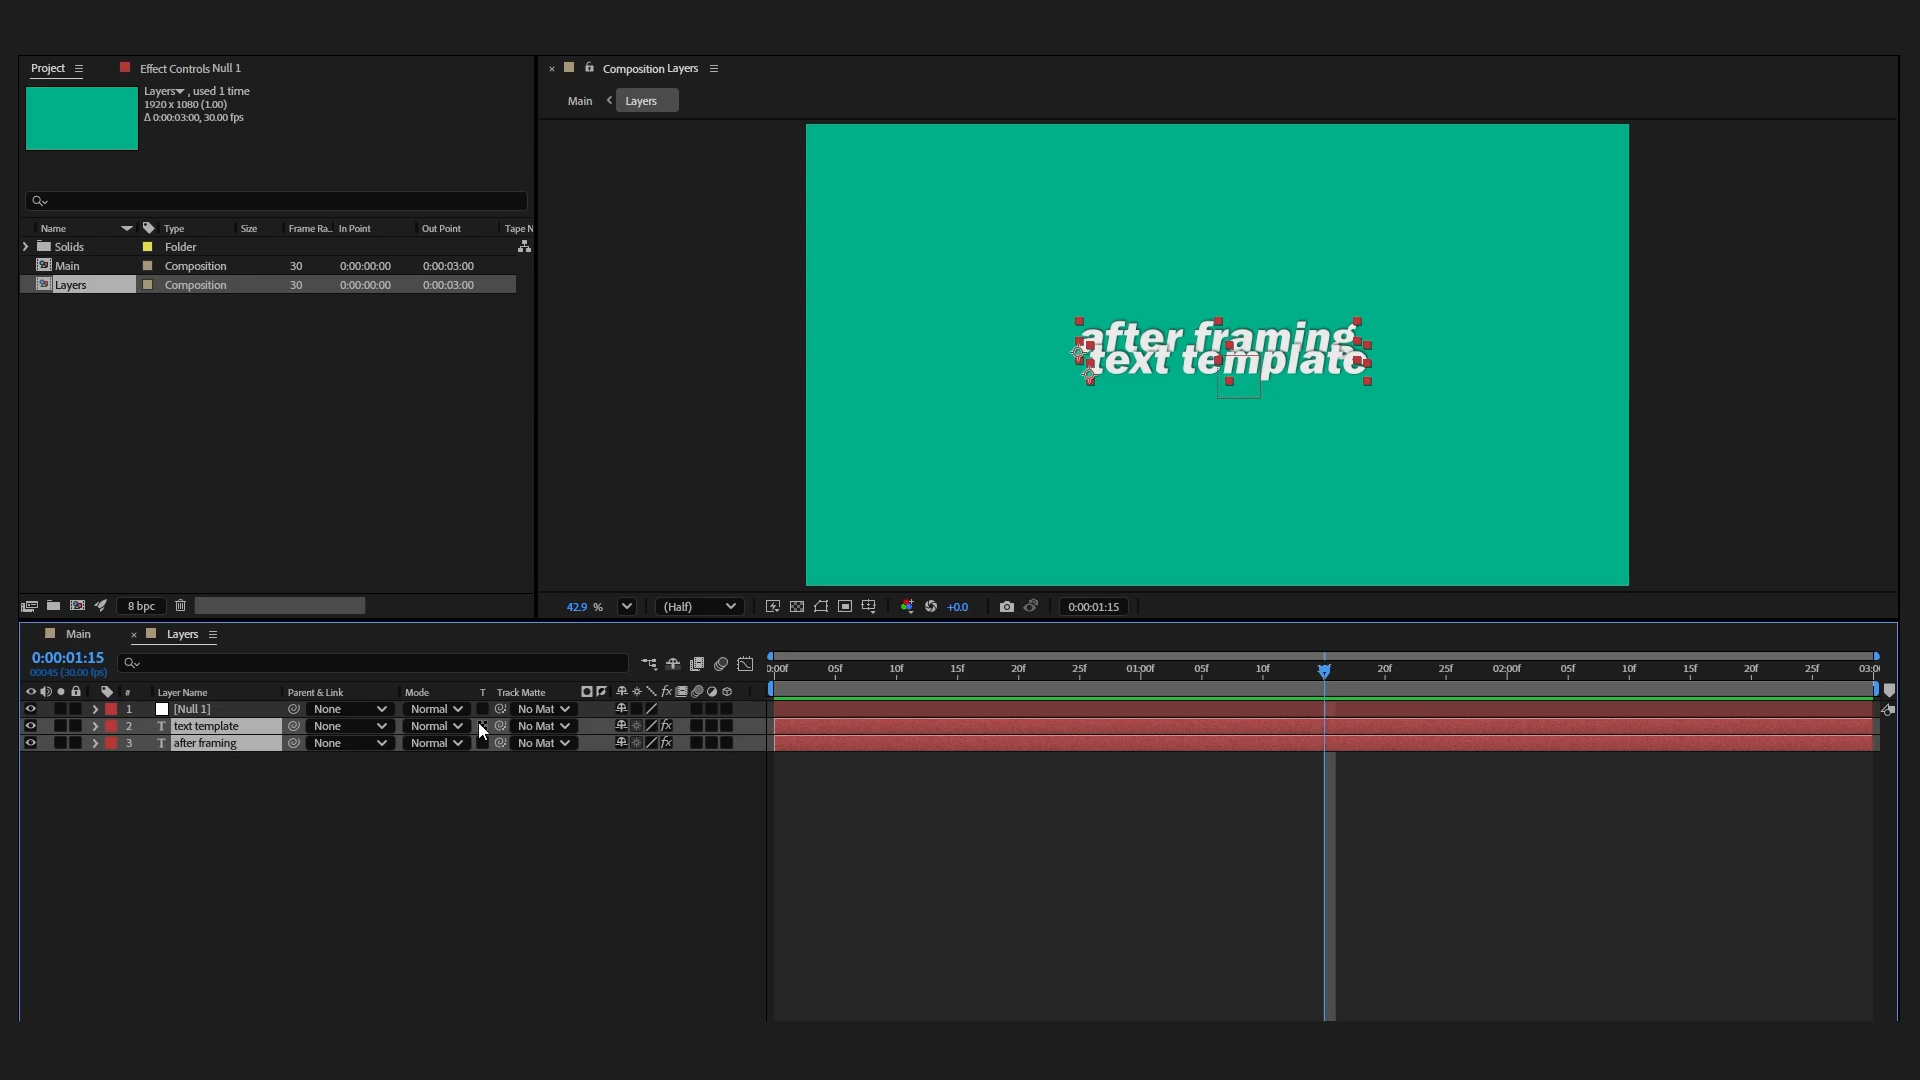 Project
Effect Controls Null 1
Composition Layers
Layers , used 1 time
1920 x 1080 (1.00)
Δ 0:00:03:00, 30.00 fps
Main
Layers
after framing
text template
Name Type Size Frame Ra... In Point Out Point Tape N
Solids Folder
Main Composition 30 0:00:00:00 0:00:03:00
Layers Composition 30 0:00:00:00 0:00:03:00
8 bpc
42.9 % (Half) +0.0 0:00:01:15
Main Layers
0:00:01:15
00045 (30.00 fps)
0:00f 05f 10f 15f 20f 25f 01:00f 05f 10f 20f 25f 02:00f 05f 10f 15f 20f 25f 03:0
# Layer Name Parent & Link Mode T Track Matte
1 [Null 1] None Normal No Mat
2 text template None Normal No Mat fx
3 after framing None Normal No Mat fx